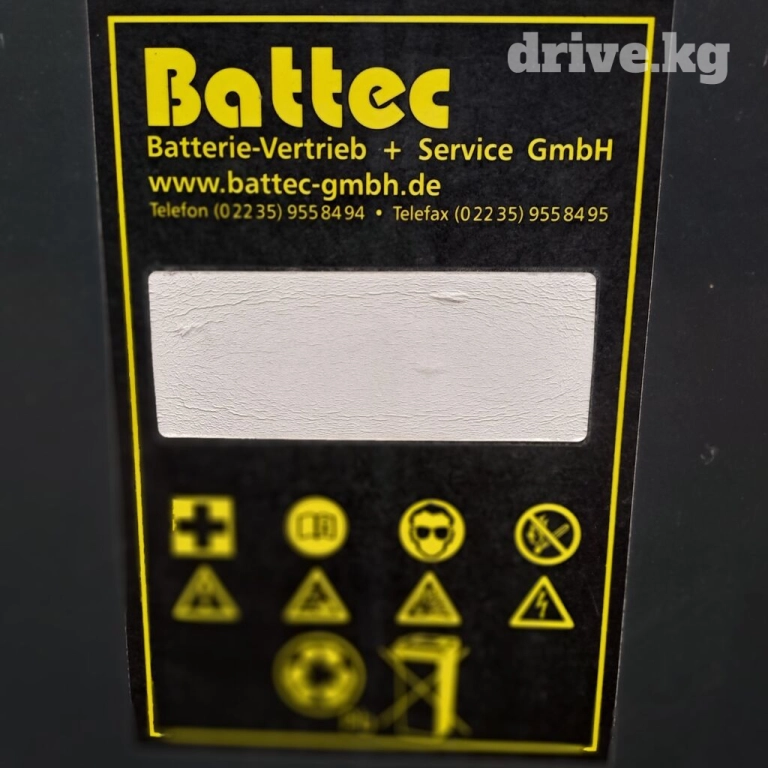 drive.kg
Battec
Batterie-Vertrieb + Service GmbH
www.battec-gmbh.de
Telefon (0 22 35) 955 84 94 • Telefax (0 22 35) 955 84 95